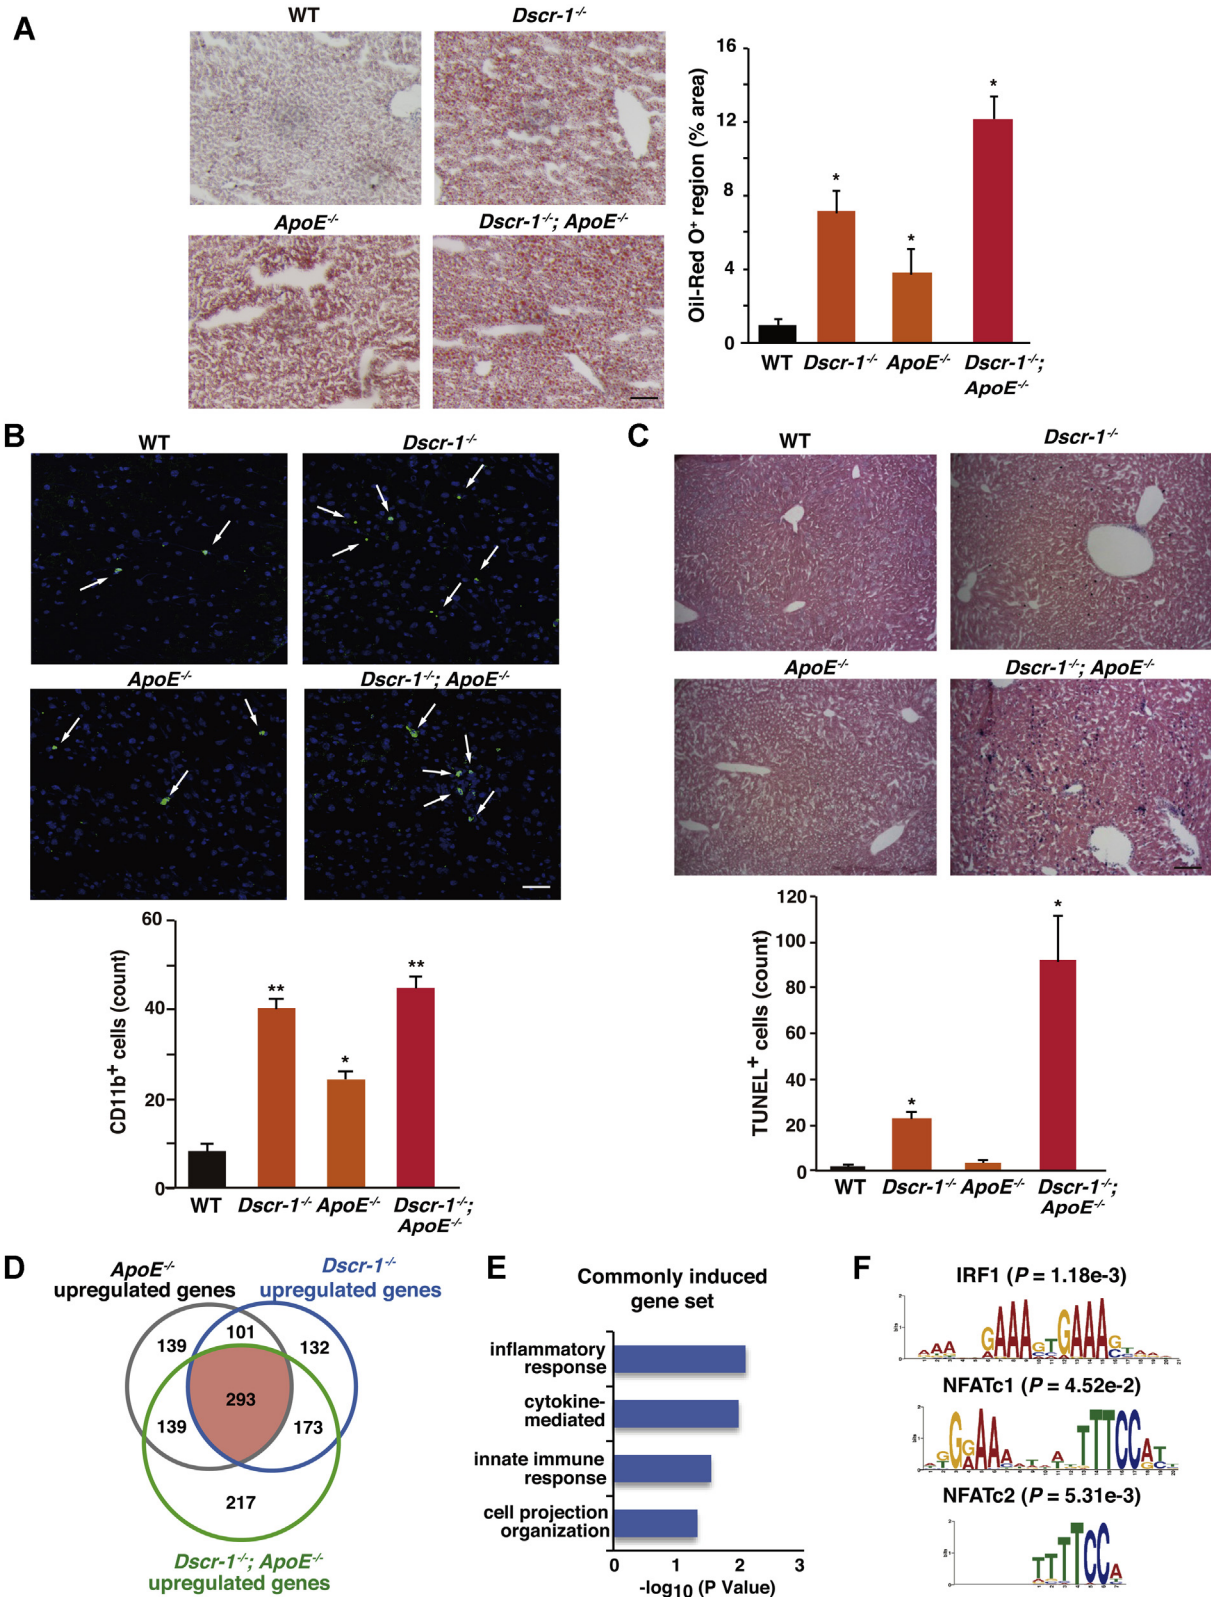 A
WT
Dscr-1-/-
ApoE-/-
Dscr-1-/-; ApoE-/-
Oil-Red O+ region (% area)
16
12
8
4
0
*
*
*
WT
Dscr-1-/-
ApoE-/-
Dscr-1-/-;
ApoE-/-
B
WT
Dscr-1-/-
ApoE-/-
Dscr-1-/-; ApoE-/-
CD11b+ cells (count)
60
40
20
0
**
*
**
WT
Dscr-1-/-
ApoE-/-
Dscr-1-/-;
ApoE-/-
C
WT
Dscr-1-/-
ApoE-/-
Dscr-1-/-; ApoE-/-
TUNEL+ cells (count)
120
100
80
60
40
20
0
*
*
WT
Dscr-1-/-
ApoE-/-
Dscr-1-/-;
ApoE-/-
D
ApoE-/-
upregulated genes
Dscr-1-/-
upregulated genes
139
101
132
293
139
173
217
Dscr-1-/-; ApoE-/-
upregulated genes
E
Commonly induced
gene set
inflammatory
response
cytokine-
mediated
innate immune
response
cell projection
organization
0
1
2
3
-log10 (P Value)
F
IRF1 (P = 1.18e-3)
NFATc1 (P = 4.52e-2)
NFATc2 (P = 5.31e-3)